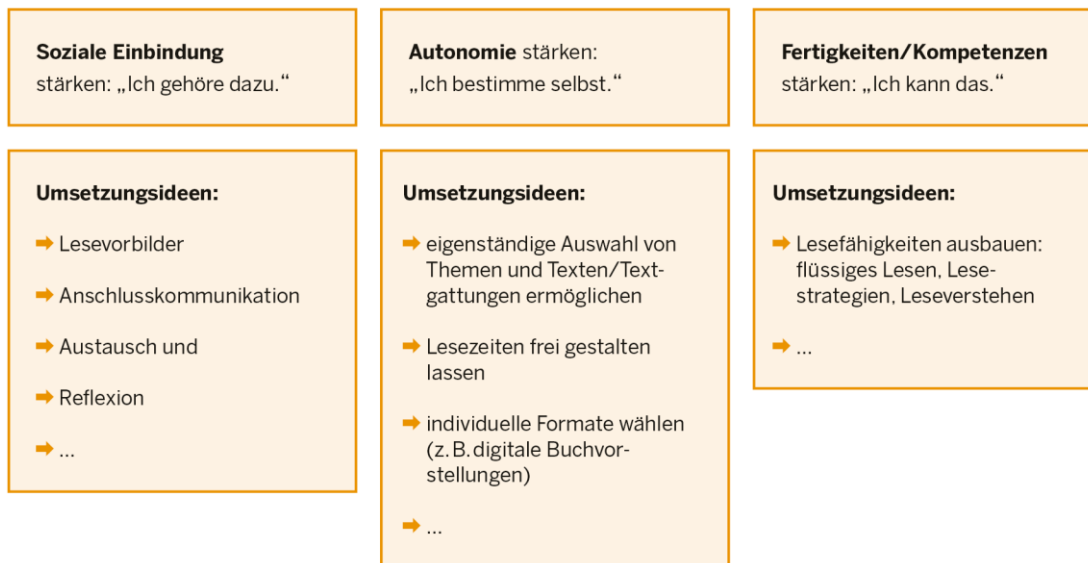 Soziale Einbindung
stärken: „Ich gehöre dazu.“
Autonomie stärken:
„Ich bestimme selbst.“
Fertigkeiten/Kompetenzen
stärken: „Ich kann das.“
Umsetzungsideen:
➡ Lesevorbilder
➡ Anschlusskommunikation
➡ Austausch und
➡ Reflexion
➡ ...
Umsetzungsideen:
➡ eigenständige Auswahl von
Themen und Texten/Text-
gattungen ermöglichen
➡ Lesezeiten frei gestalten
lassen
➡ individuelle Formate wählen
(z. B. digitale Buchvor-
stellungen)
➡ ...
Umsetzungsideen:
➡ Lesefähigkeiten ausbauen:
flüssiges Lesen, Lese-
strategien, Leseverstehen
➡ ...